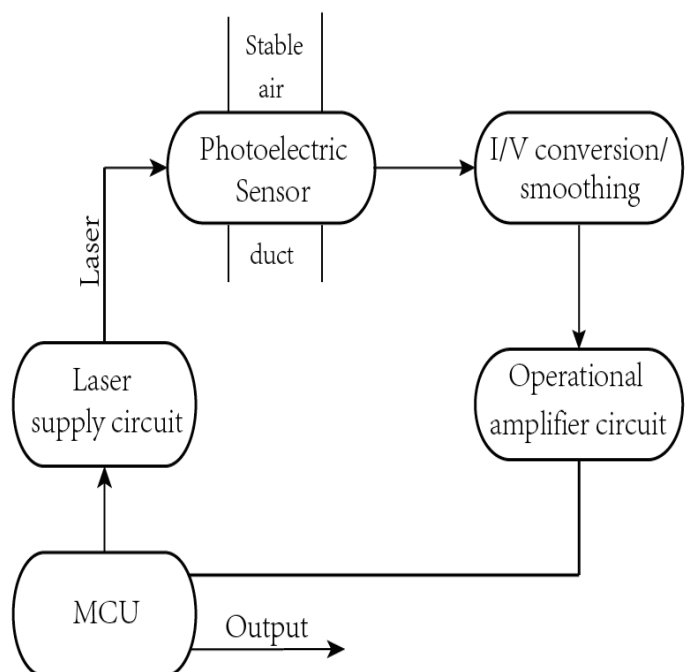 Stable
air
Photoelectric
Sensor
duct
I/V conversion/
smoothing
Laser
Laser
supply circuit
Operational
amplifier circuit
MCU
Output